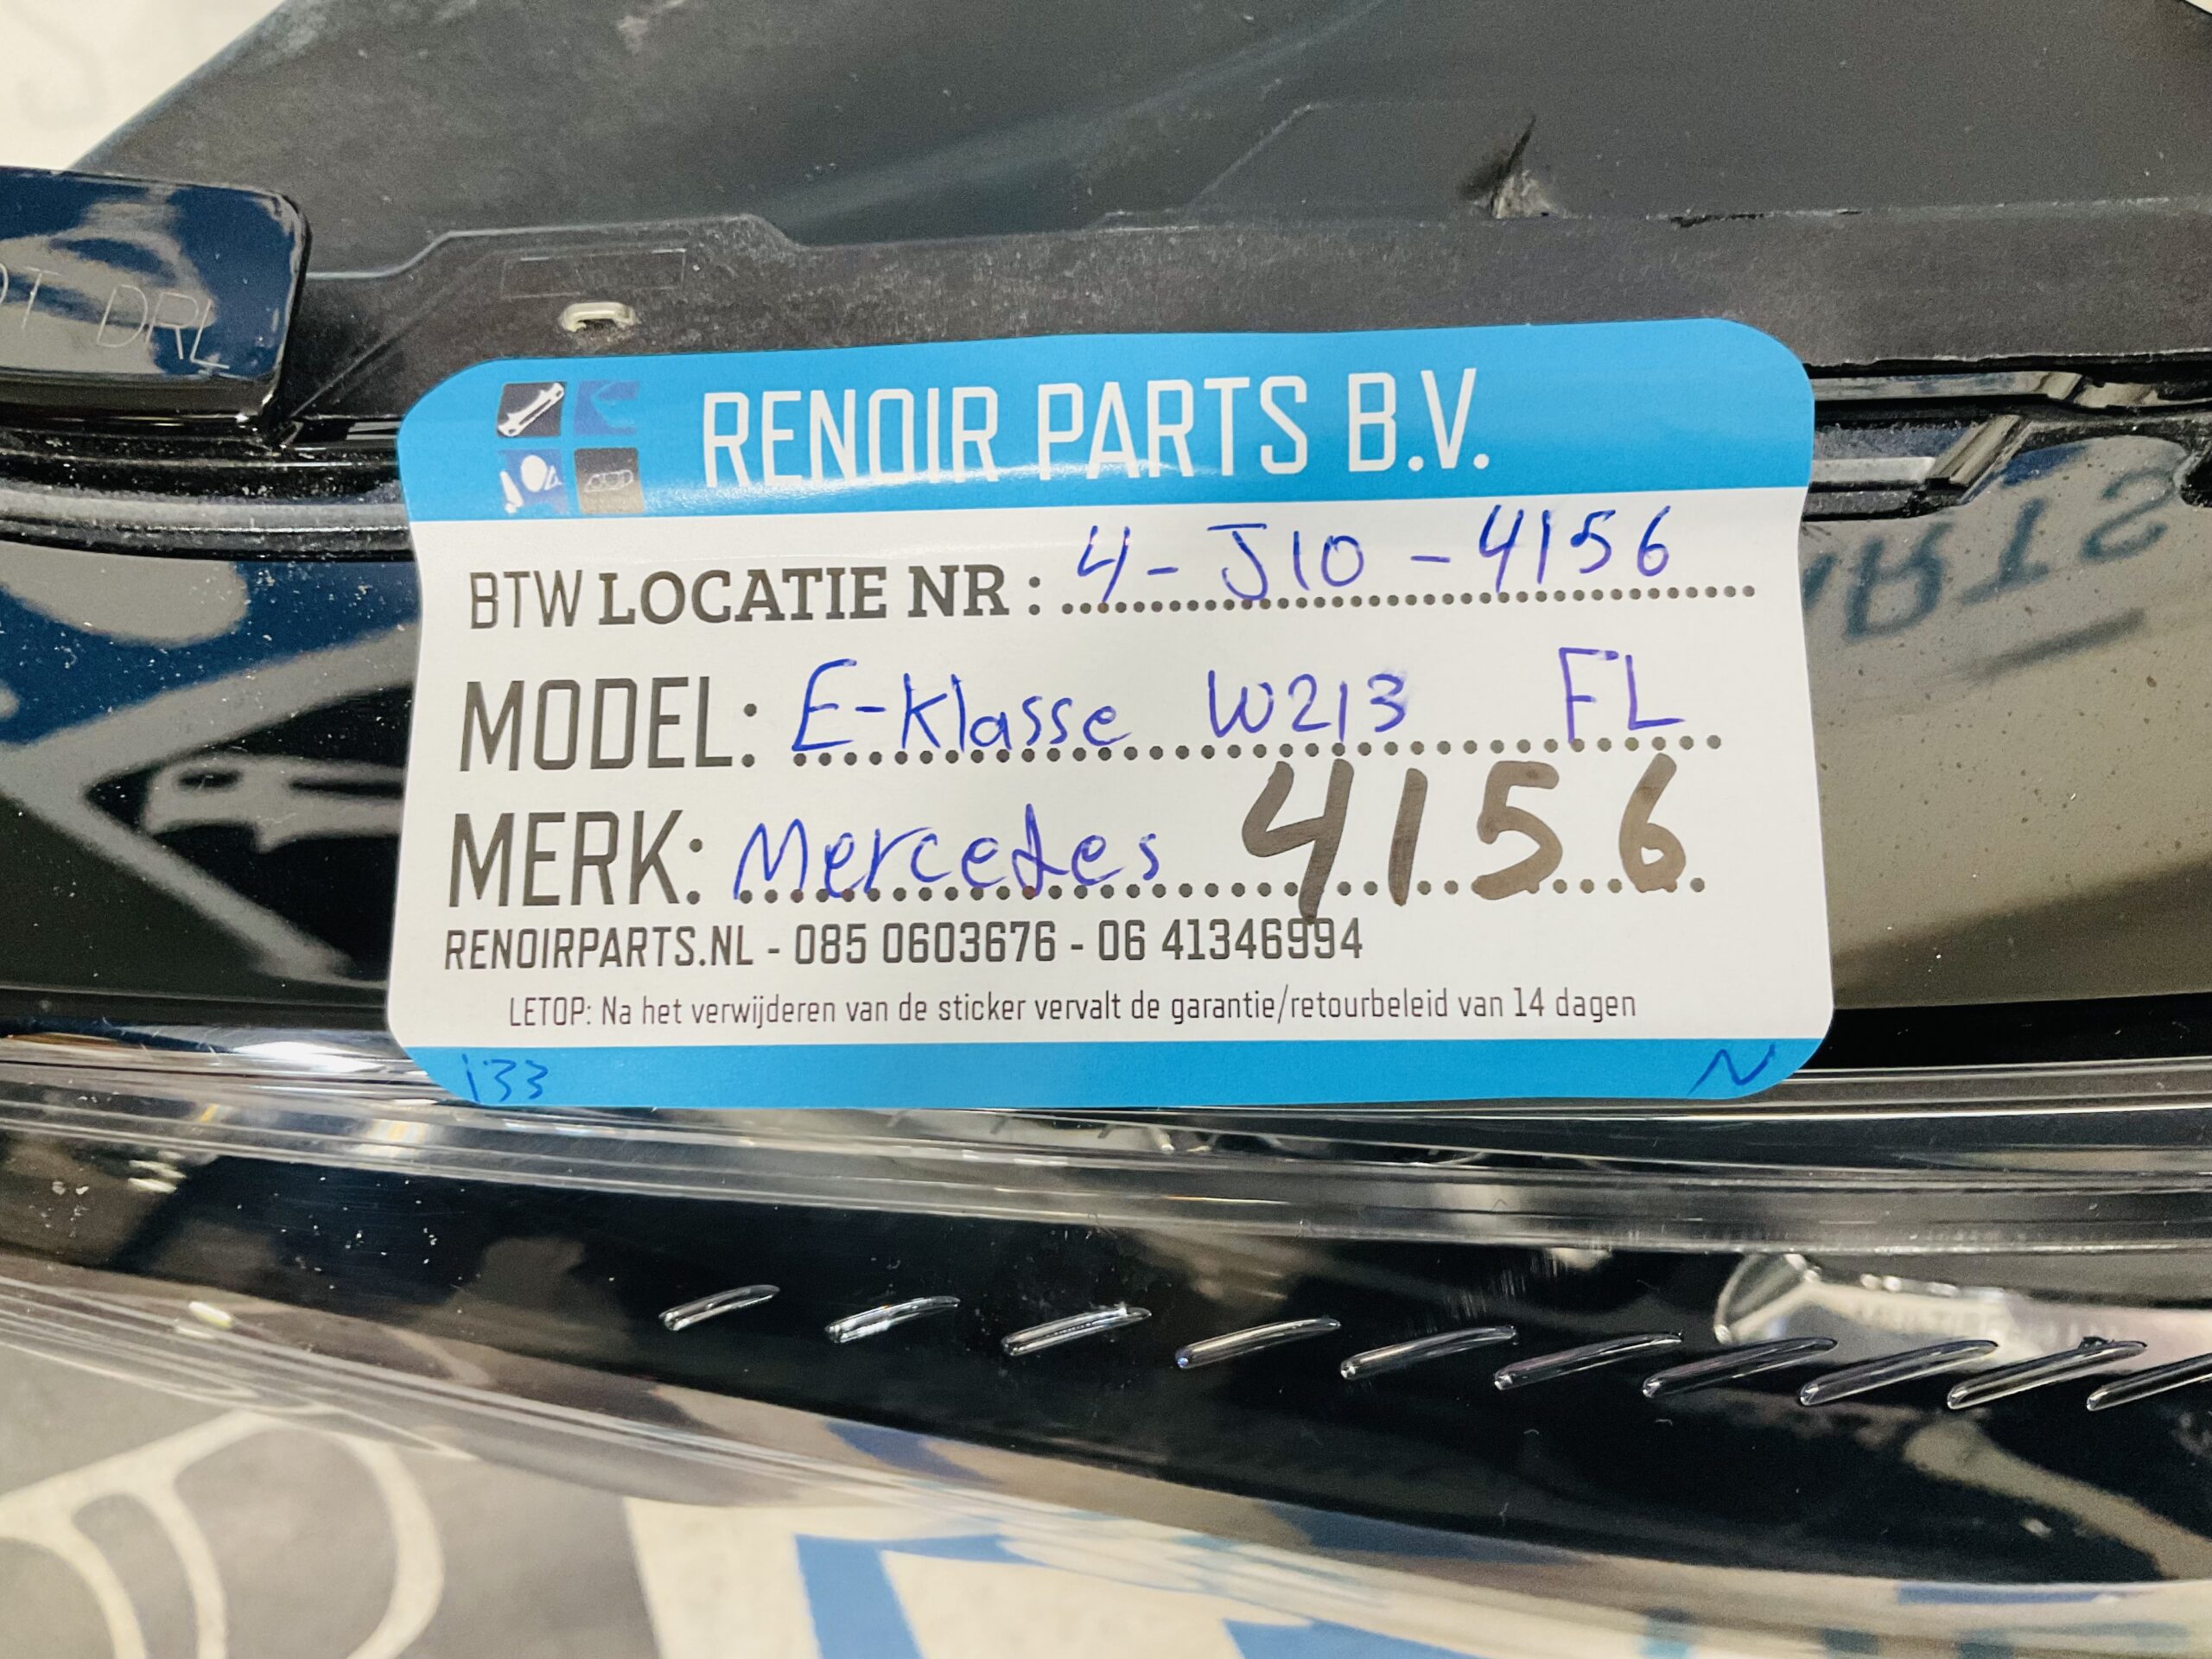 DRL
RENOIR PARTS B.V.
BTW LOCATIE NR : 4 - J10 - 4156
MODEL: E-Klasse W213 FL
MERK: Mercedes 4156
RENOIRPARTS.NL - 085 0603676 - 06 41346994
LETOP: Na het verwijderen van de sticker vervalt de garantie/retourbeleid van 14 dagen
i33 N